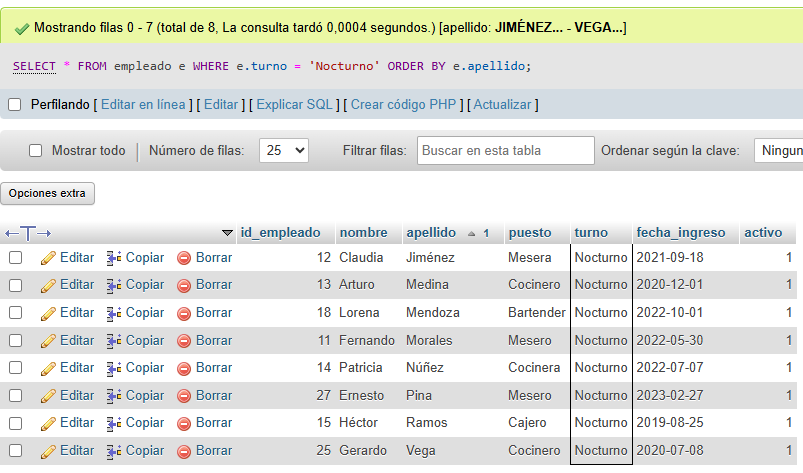 Mostrando filas 0 - 7 (total de 8, La consulta tardó 0,0004 segundos.) [apellido: JIMÉNEZ... - VEGA...]
SELECT * FROM empleado e WHERE e.turno = 'Nocturno' ORDER BY e.apellido;
Perfilando [ Editar en línea ] [ Editar ] [ Explicar SQL ] [ Crear código PHP ] [ Actualizar ]
Mostrar todo | Número de filas: 25 Filtrar filas: Buscar en esta tabla Ordenar según la clave: Ningun
Opciones extra
←T→ id_empleado nombre apellido 1 puesto turno fecha_ingreso activo
Editar Copiar Borrar 12 Claudia Jiménez Mesera Nocturno 2021-09-18 1
Editar Copiar Borrar 13 Arturo Medina Cocinero Nocturno 2020-12-01 1
Editar Copiar Borrar 18 Lorena Mendoza Bartender Nocturno 2022-10-01 1
Editar Copiar Borrar 11 Fernando Morales Mesero Nocturno 2022-05-30 1
Editar Copiar Borrar 14 Patricia Núñez Cocinera Nocturno 2022-07-07 1
Editar Copiar Borrar 27 Ernesto Pina Mesero Nocturno 2023-02-27 1
Editar Copiar Borrar 15 Héctor Ramos Cajero Nocturno 2019-08-25 1
Editar Copiar Borrar 25 Gerardo Vega Cocinero Nocturno 2020-07-08 1